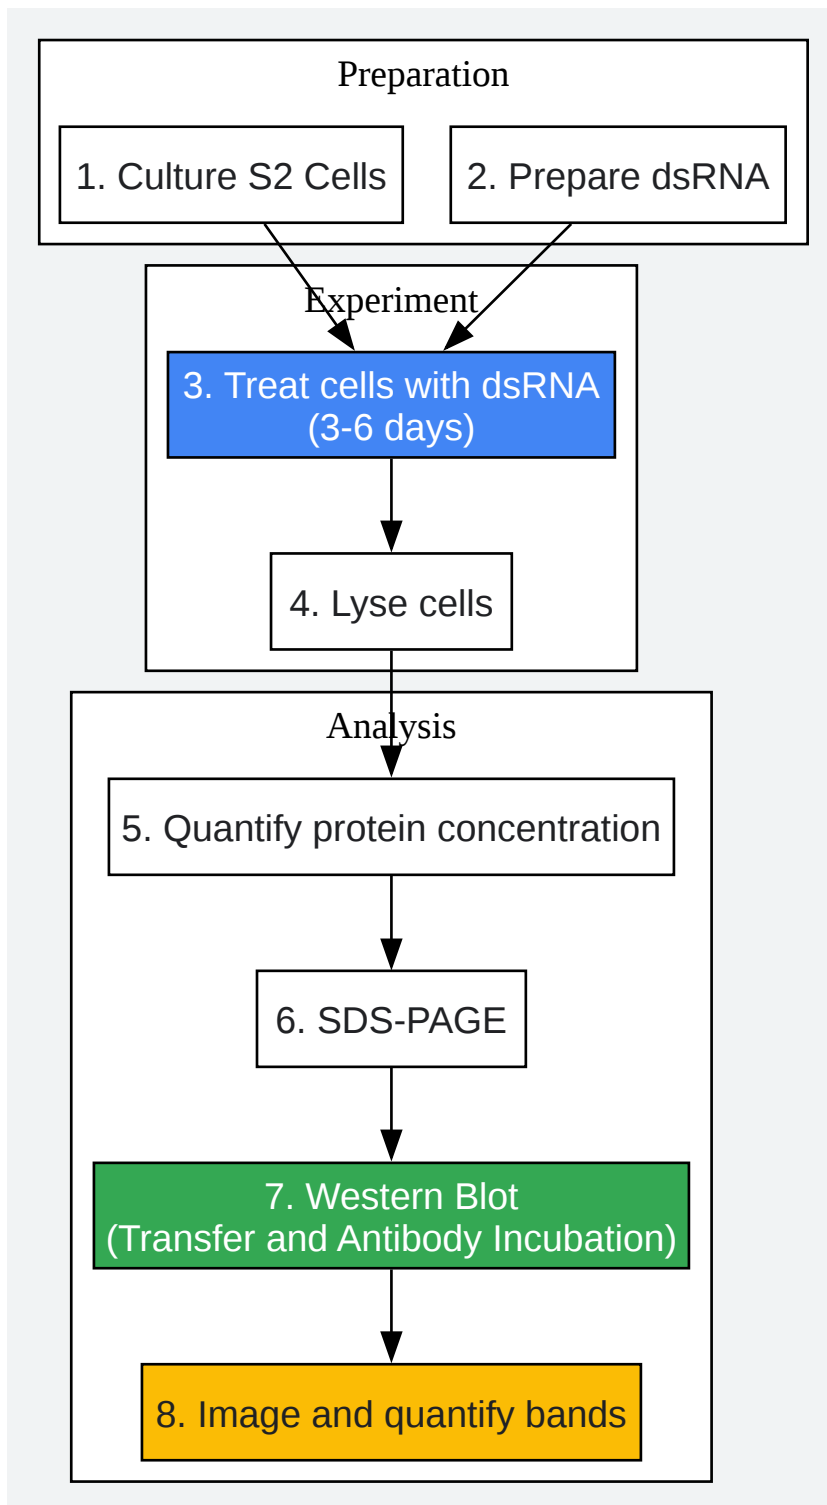 Preparation
1. Culture S2 Cells
2. Prepare dsRNA
Experiment
3. Treat cells with dsRNA
(3-6 days)
4. Lyse cells
Analysis
5. Quantify protein concentration
6. SDS-PAGE
7. Western Blot
(Transfer and Antibody Incubation)
8. Image and quantify bands